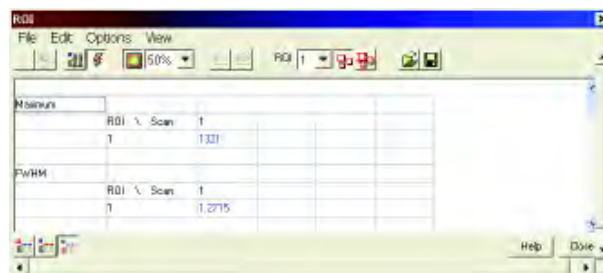 ROI
File Edit Options View
50% ROI 1
Maximum
ROI \ Scan 1
1 1321
FWHM
ROI \ Scan 1
1 1.2715
Help Close